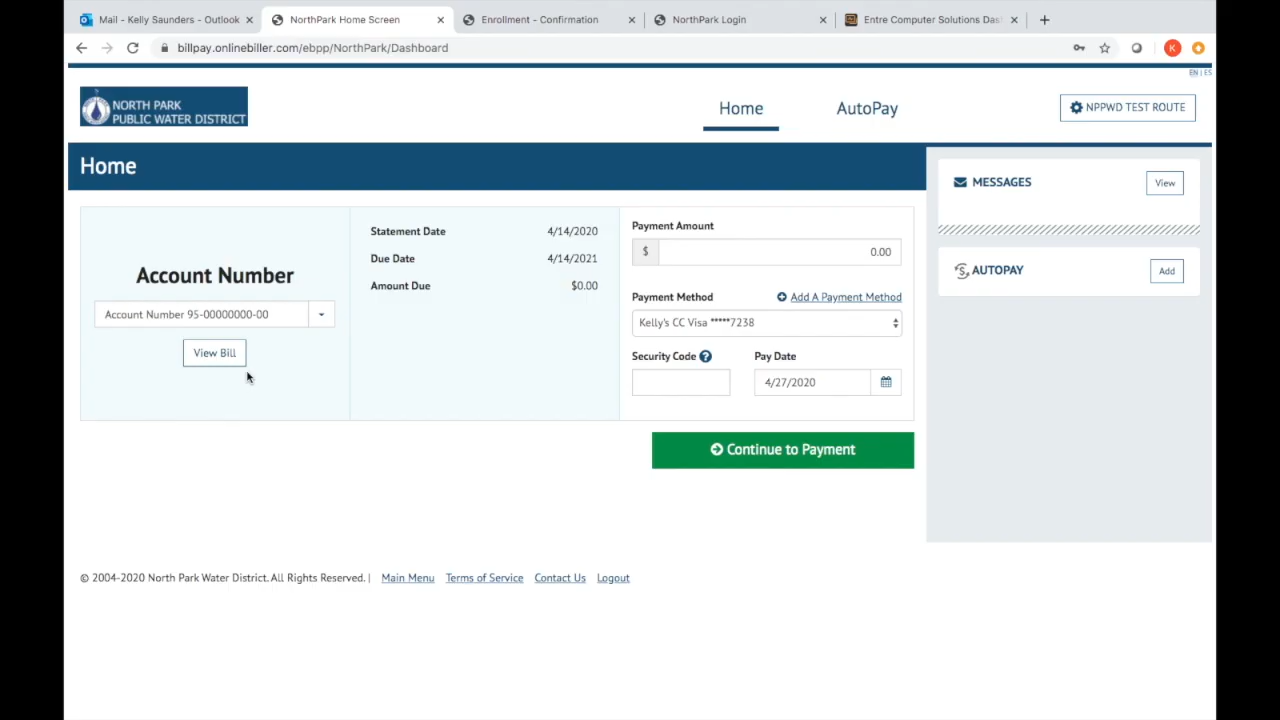 Mail - Kelly Saunders - Outlook
NorthPark Home Screen
Enrollment - Confirmation
NorthPark Login
Entre Computer Solutions Das
billpay.onlinebiller.com/ebpp/NorthPark/Dashboard
K
EN | ES
NORTH PARK
PUBLIC WATER DISTRICT
Home
AutoPay
NPPWD TEST ROUTE
Home
Account Number
Account Number 95-00000000-00
View Bill
Statement Date 4/14/2020
Due Date 4/14/2021
Amount Due $0.00
Payment Amount
$ 0.00
Payment Method Add A Payment Method
Kelly's CC Visa *****7238
Security Code ? Pay Date
4/27/2020
Continue to Payment
MESSAGES View
AUTOPAY Add
© 2004-2020 North Park Water District. All Rights Reserved. | Main Menu Terms of Service Contact Us Logout